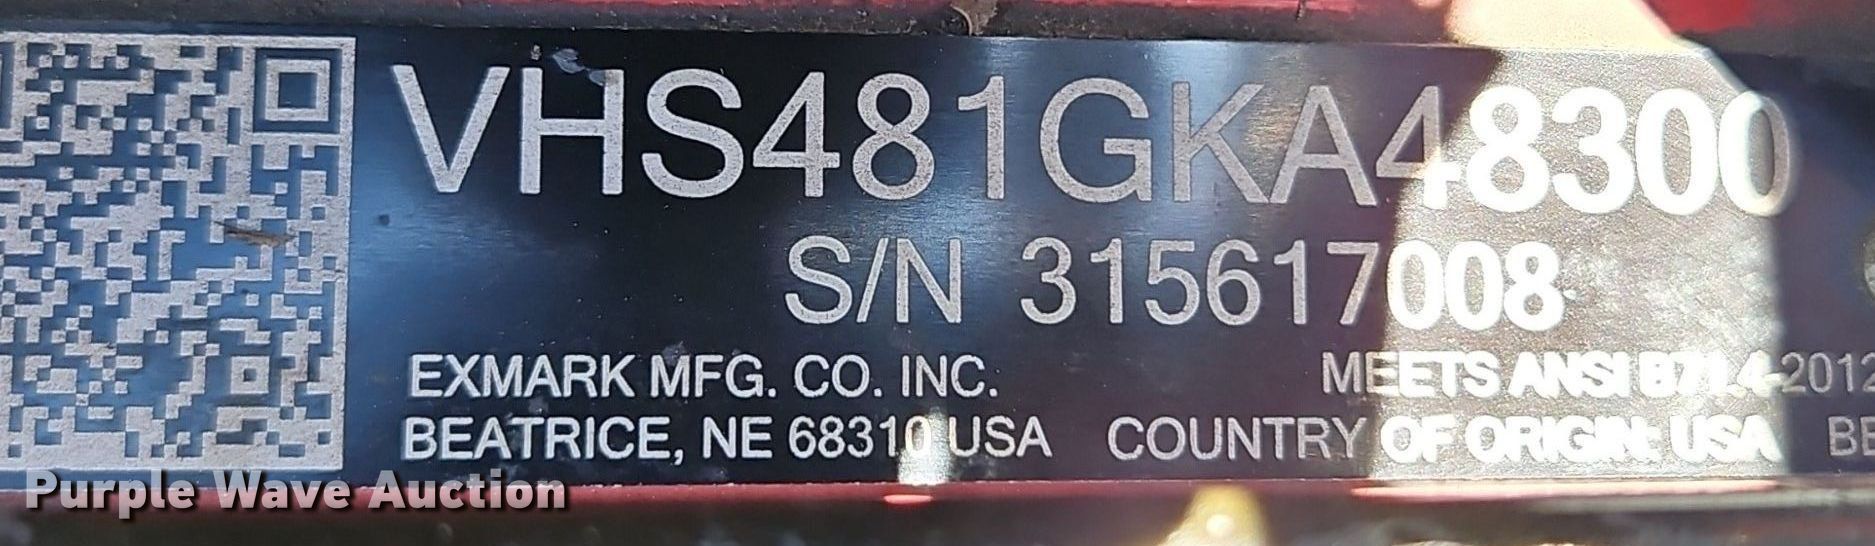 VHS481GKA48300
S/N 315617008
EXMARK MFG. CO. INC.
MEETS ANSI B71.4-2012
BEATRICE, NE 68310 USA
COUNTRY OF ORIGIN: USA
Purple Wave Auction